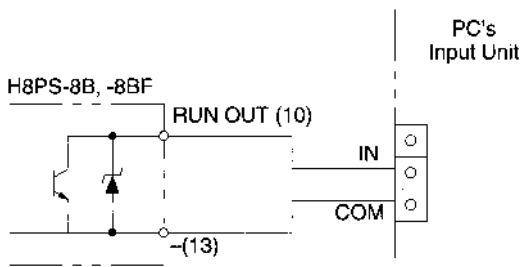 PC's
Input Unit
H8PS-8B, -8BF
RUN OUT (10)
IN
COM
–(13)